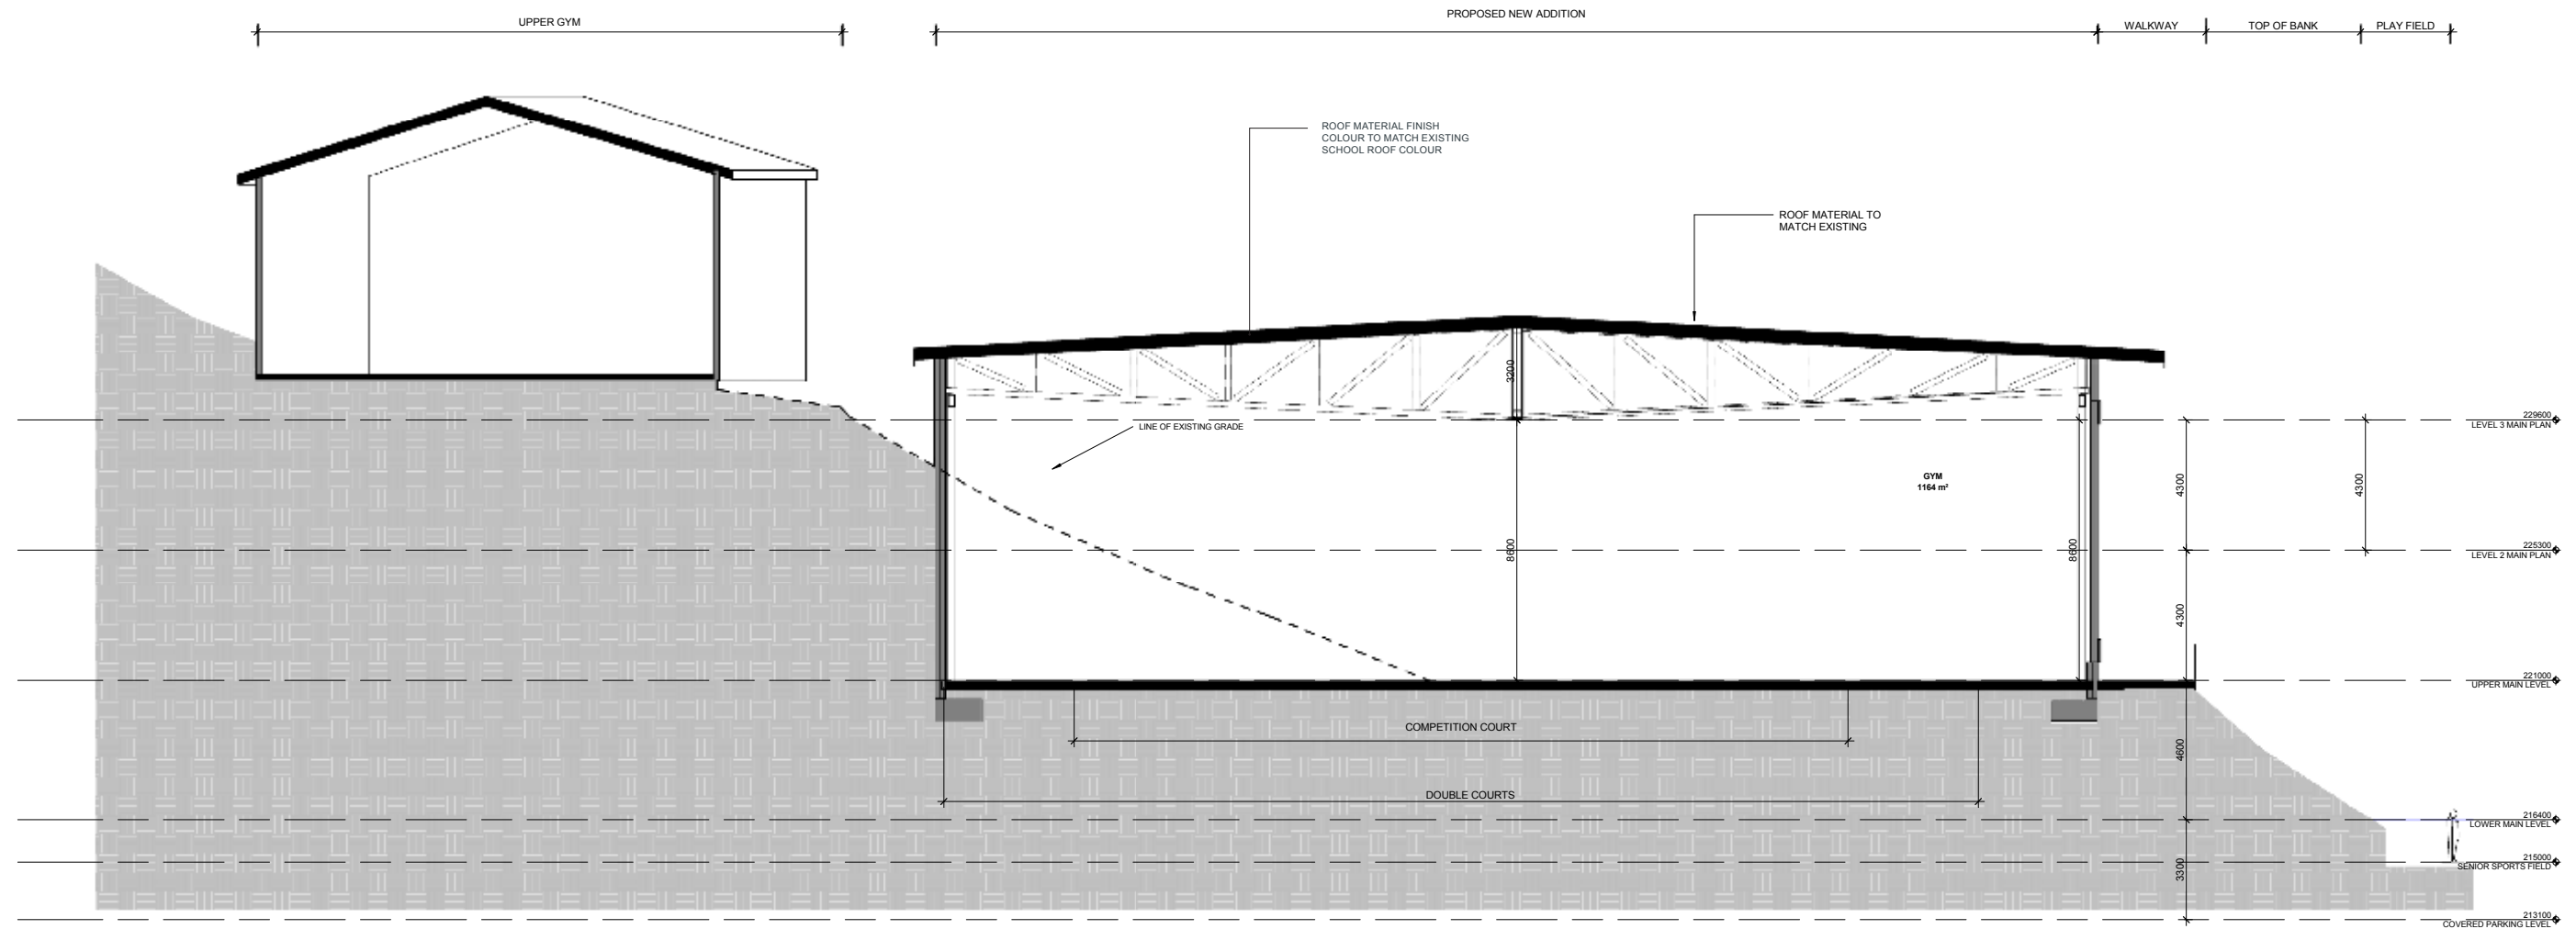 PROPOSED NEW ADDITION
UPPER GYM
WALKWAY
TOP OF BANK
PLAY FIELD
ROOF MATERIAL FINISH
COLOUR TO MATCH EXISTING
SCHOOL ROOF COLOUR
ROOF MATERIAL TO
MATCH EXISTING
3200
LINE OF EXISTING GRADE
229600
LEVEL 3 MAIN PLAN
GYM
1164 m²
4300
4300
8600
8600
225300
LEVEL 2 MAIN PLAN
4300
221000
UPPER MAIN LEVEL
COMPETITION COURT
4600
DOUBLE COURTS
216400
LOWER MAIN LEVEL
215000
SENIOR SPORTS FIELD
3300
213100
COVERED PARKING LEVEL